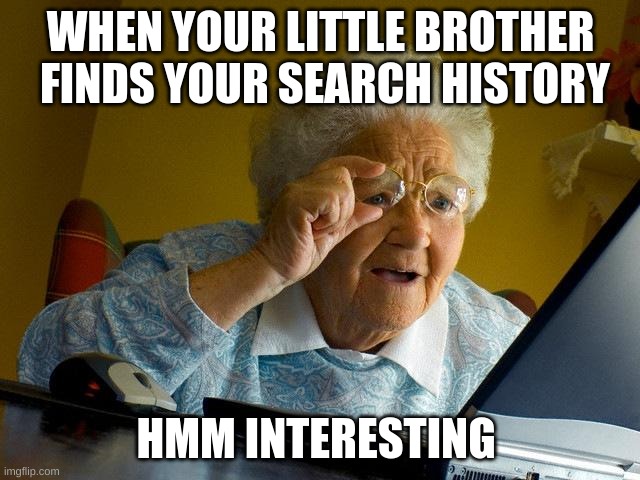 WHEN YOUR LITTLE BROTHER
FINDS YOUR SEARCH HISTORY
HMM INTERESTING
imgflip.com